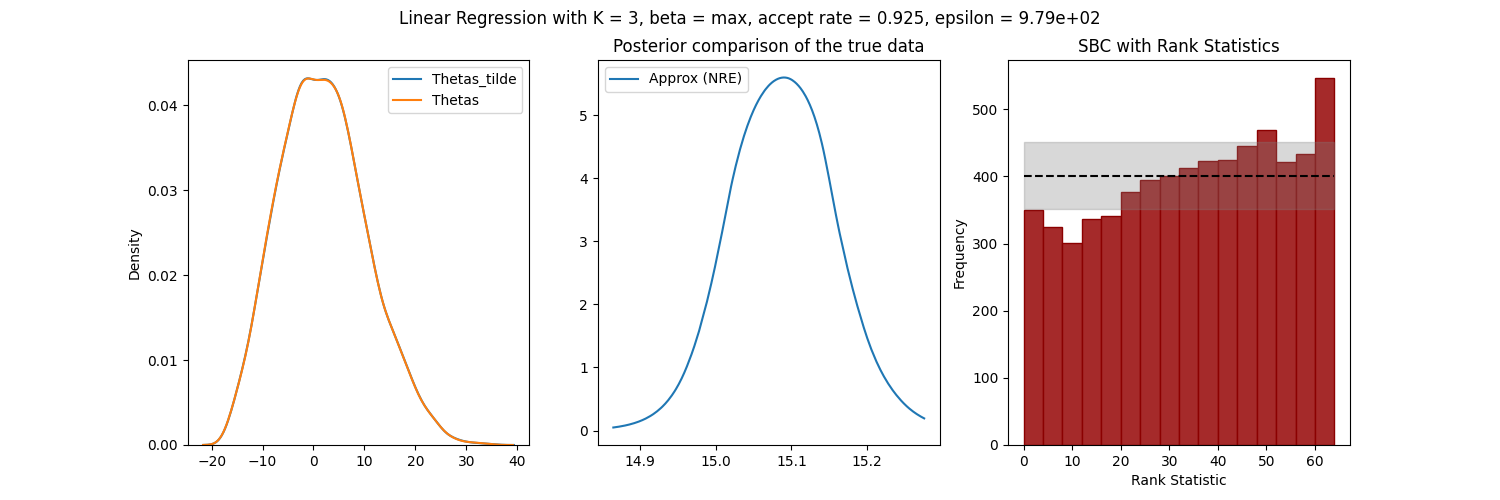 Linear Regression with K = 3, beta = max, accept rate = 0.925, epsilon = 9.79e+02
Density
0.04
0.03
0.02
0.01
0.00
−20 −10 0 10 20 30 40
Thetas_tilde
Thetas
Posterior comparison of the true data
Approx (NRE)
5
4
3
2
1
0
14.9 15.0 15.1 15.2
SBC with Rank Statistics
Frequency
500
400
300
200
100
0
0 10 20 30 40 50 60
Rank Statistic